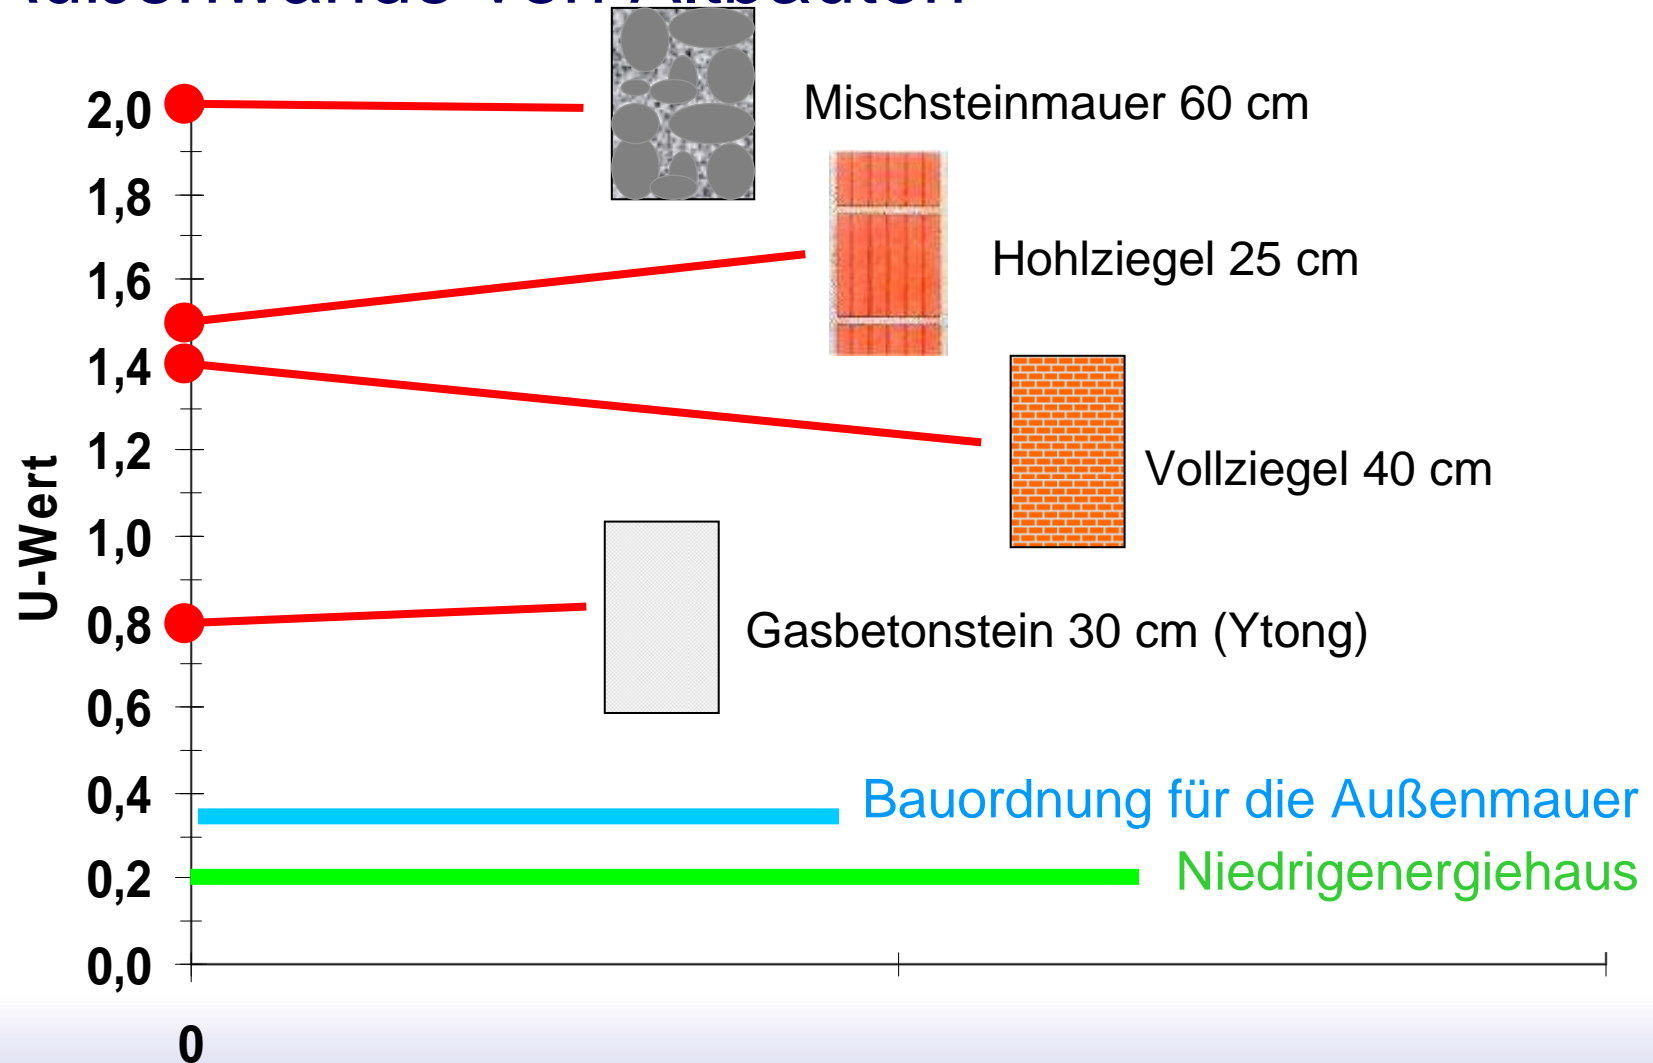 von Altbauten
2,0
Mischsteinmauer 60 cm
1,8
Hohlziegel 25 cm
1,6
1,4
1,2
Vollziegel 40 cm
U-Wert
1,0
0,8
Gasbetonstein 30 cm (Ytong)
0,6
0,4
Bauordnung für die Außenmauer
0,2
Niedrigenergiehaus
0,0
0